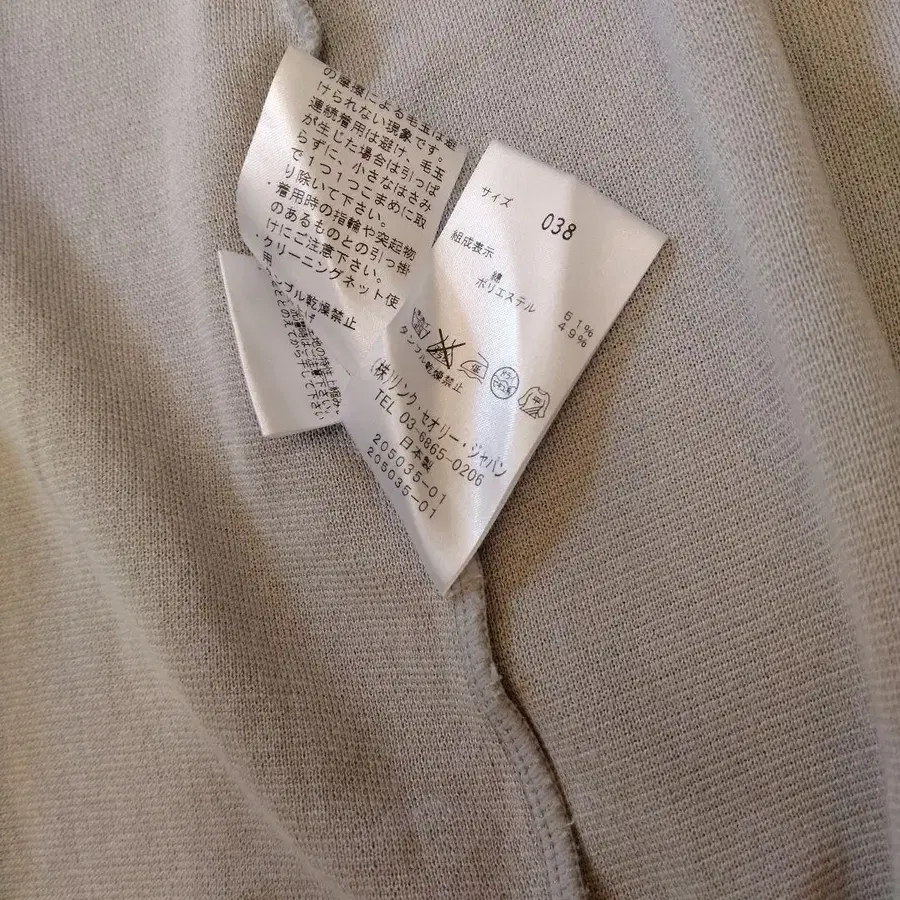 の摩擦による毛玉は避
けられない現象です。
連続着用は避け、毛玉
が生じた場合は引っぱ
らずに、小さなはさみ
で1つ1つこまめに取
り除いて下さい。
・着用時の指輪や突起物
のあるものとの引っ掛
けにご注意下さい。
・クリーニングネット使
用
ンブル乾燥禁止
サイズ 038
組成表示
綿 51%
ポリエステル 49%
タンブル乾燥禁止
(株)リンク・セオリー・ジャパン
TEL 03-6865-0206
日本製
205035-01
205035-01